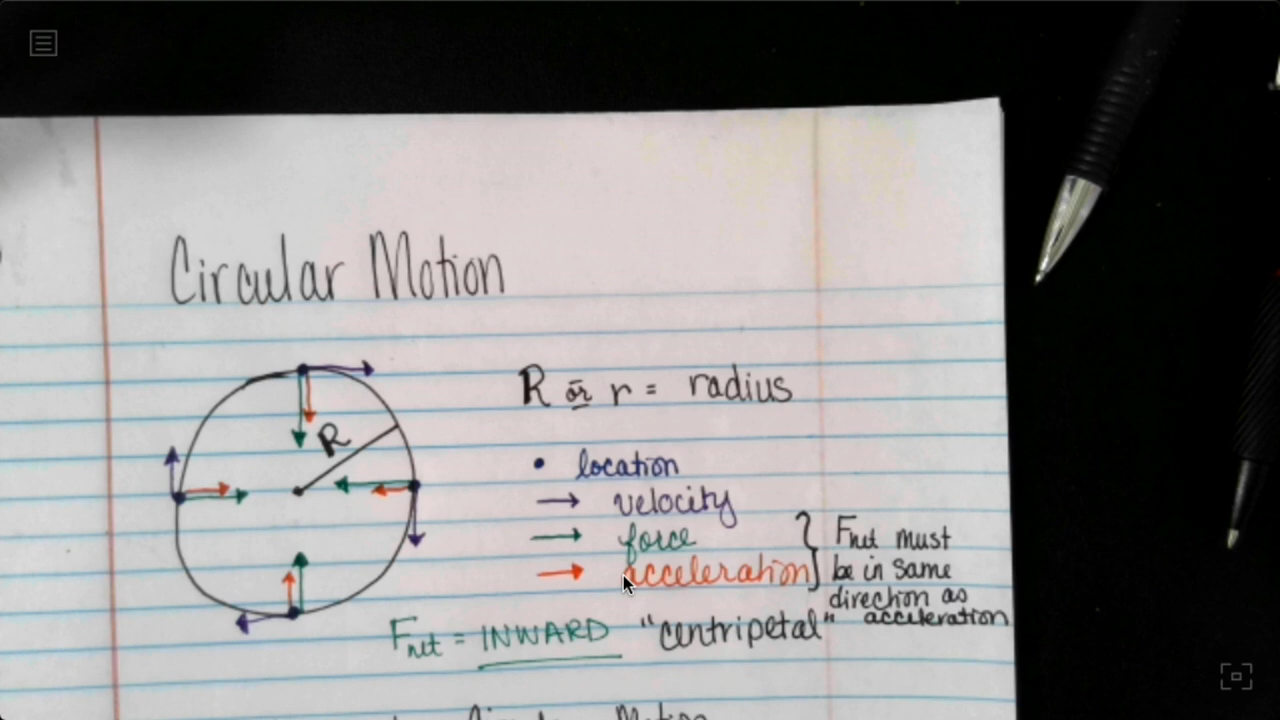 Circular Motion
R
R or r = radius
• location
→ velocity
→ force
→ acceleration
} Fnet must
be in same
direction as
acceleration
Fnet = INWARD "centripetal"
Motion